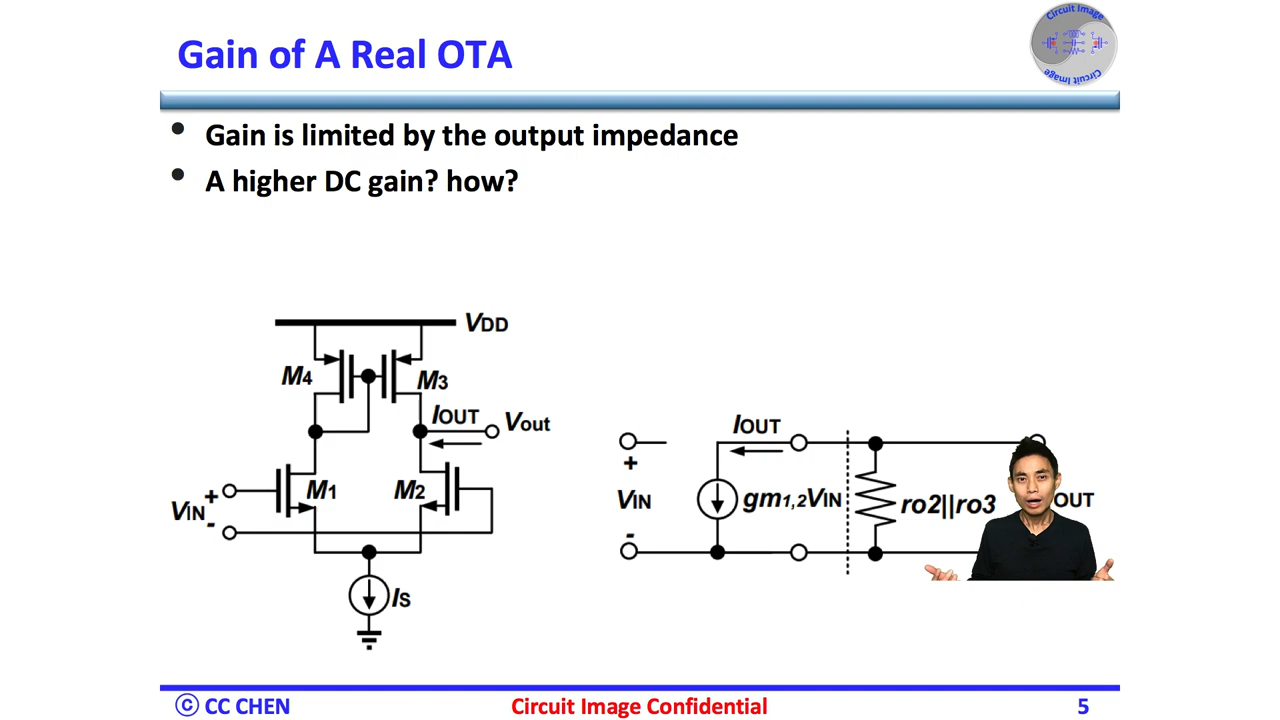 Gain of A Real OTA
Circuit Image
Circuit Image
• Gain is limited by the output impedance
• A higher DC gain? how?
VDD
M4
M3
IOUT
Vout
+
VIN
-
M1
M2
IS
IOUT
+
VIN
-
gm1,2VIN
ro2||ro3
OUT
© CC CHEN
Circuit Image Confidential
5